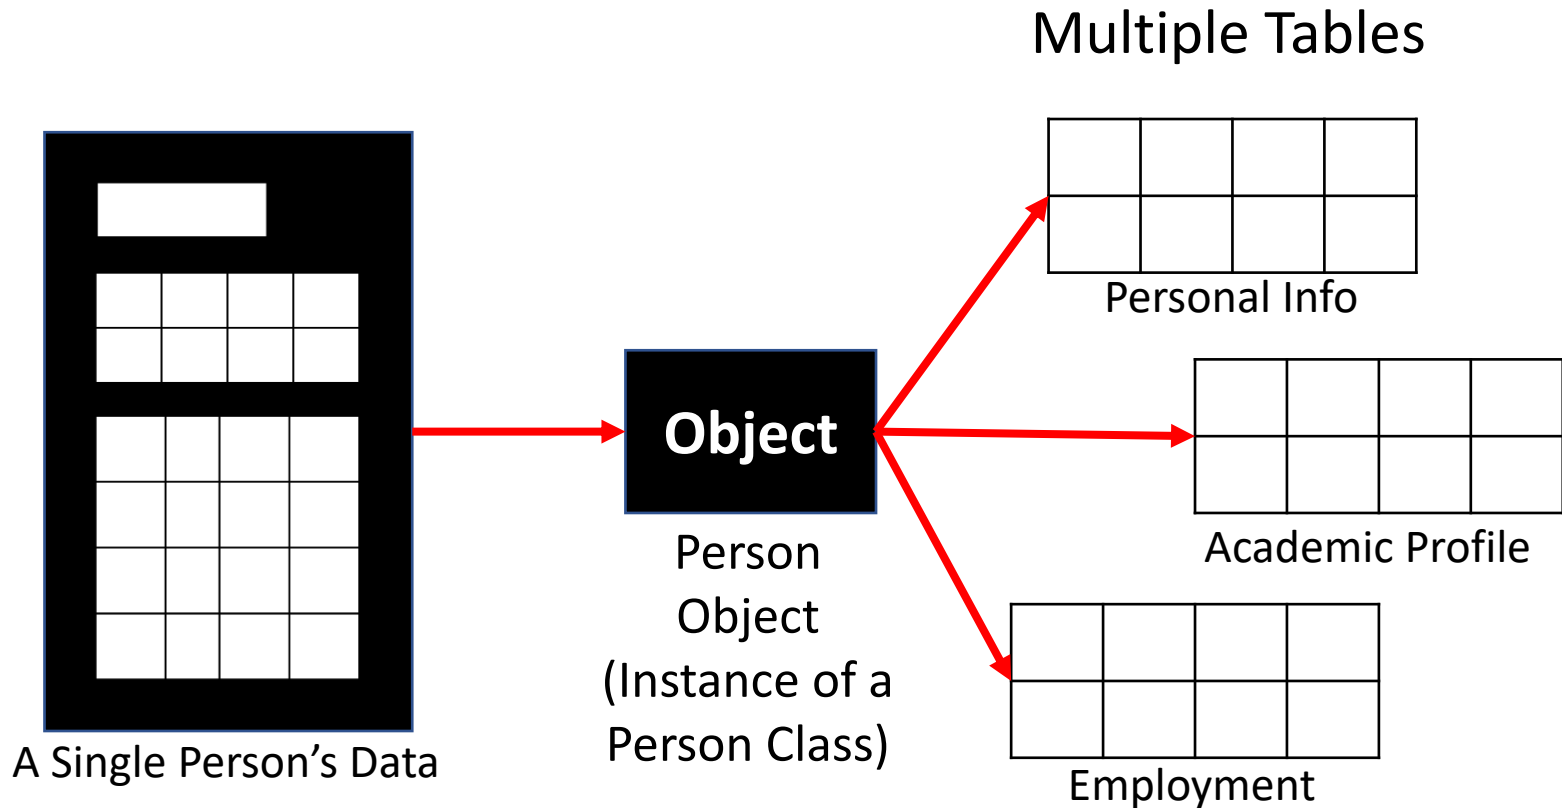 Multiple Tables
A Single Person’s Data
Object
Person
Object
(Instance of a
Person Class)
Personal Info
Academic Profile
Employment